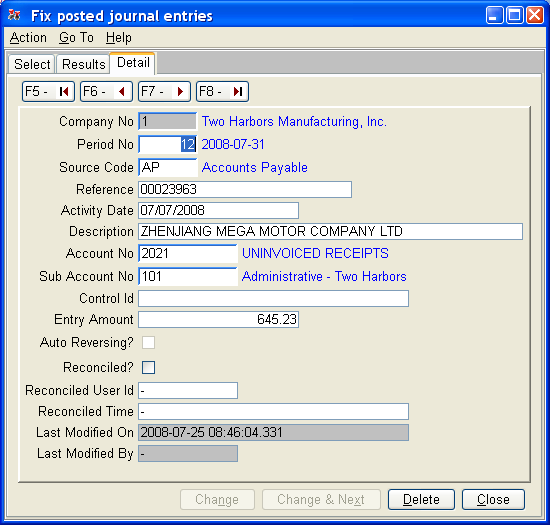 Fix posted journal entries
Action Go To Help
Select Results Detail
F5 - F6 - F7 - F8 -
Company No 1 Two Harbors Manufacturing, Inc.
Period No 12 2008-07-31
Source Code AP Accounts Payable
Reference 00023963
Activity Date 07/07/2008
Description ZHENJIANG MEGA MOTOR COMPANY LTD
Account No 2021 UNINVOICED RECEIPTS
Sub Account No 101 Administrative - Two Harbors
Control Id
Entry Amount 645.23
Auto Reversing?
Reconciled?
Reconciled User Id -
Reconciled Time -
Last Modified On 2008-07-25 08:46:04.331
Last Modified By -
Change Change & Next Delete Close